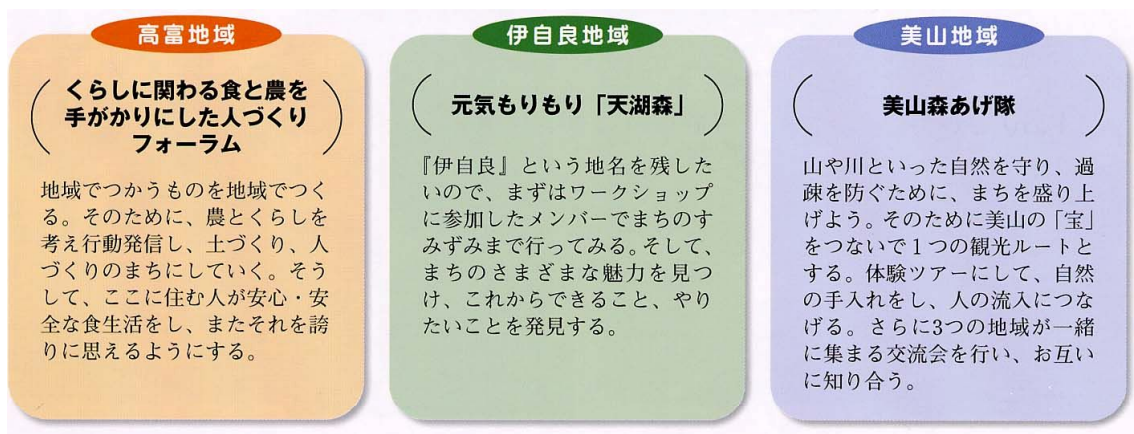 高富地域
くらしに関わる食と農を
手がかりにした人づくり
フォーラム
地域でつかうものを地域でつく
る。そのために、農とくらしを
考え行動発信し、土づくり、人
づくりのまちにしていく。そう
して、ここに住む人が安心・安
全な食生活をし、またそれを誇
りに思えるようにする。
伊自良地域
元気もりもり「天湖森」
『伊自良』という地名を残した
いので、まずはワークショップ
に参加したメンバーでまちのす
みずみまで行ってみる。そして、
まちのさまざまな魅力を見つ
け、これからできること、やり
たいことを発見する。
美山地域
美山森あげ隊
山や川といった自然を守り、過
疎を防ぐために、まちを盛り上
げよう。そのために美山の「宝」
をつないで1つの観光ルートと
する。体験ツアーにして、自然
の手入れをし、人の流入につな
げる。さらに3つの地域が一緒
に集まる交流会を行い、お互い
に知り合う。